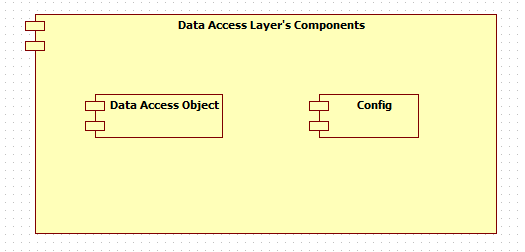 Data Access Layer's Components
Data Access Object
Config